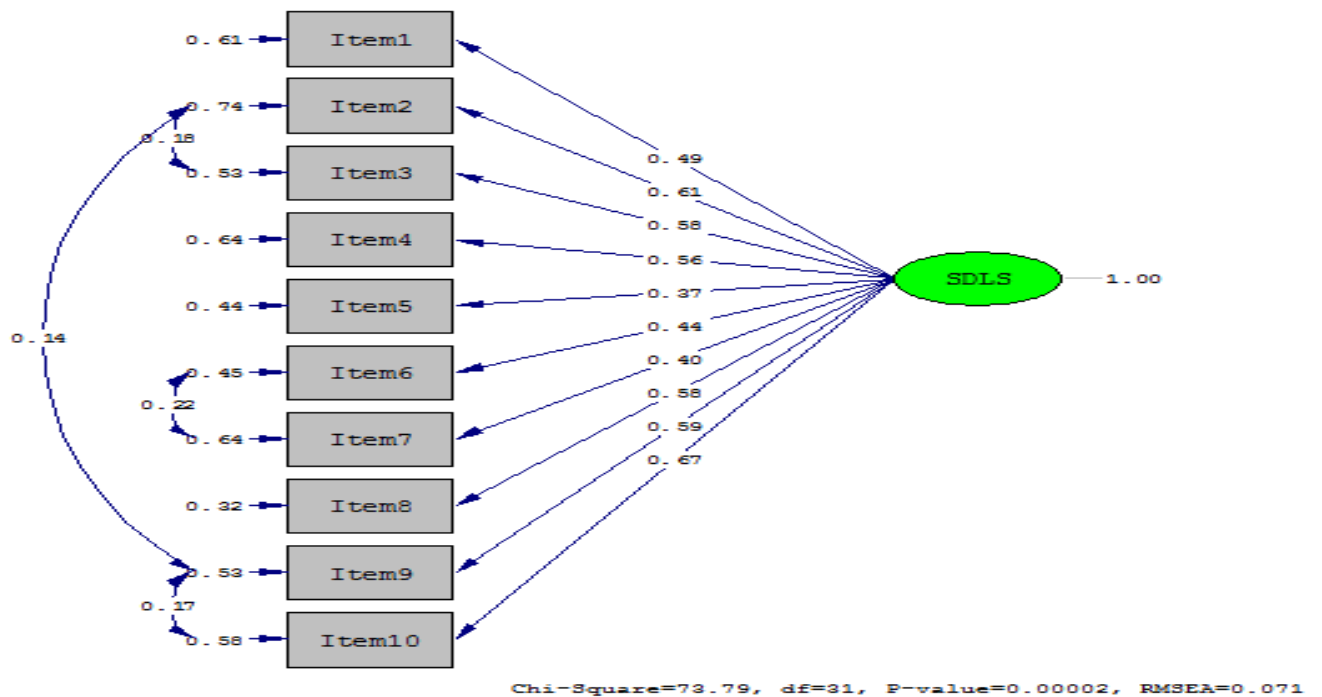 0.61 Item1
0.74 Item2
0.18
0.53 Item3
0.49
0.61
0.58
0.64 Item4
0.56
SDLS 1.00
0.37
0.44 Item5
0.44
0.14
0.40
0.45 Item6
0.58
0.22
0.59
0.64 Item7
0.67
0.32 Item8
0.53 Item9
0.17
0.58 Item10
Chi-Square=73.79, df=31, P-value=0.00002, RMSEA=0.071